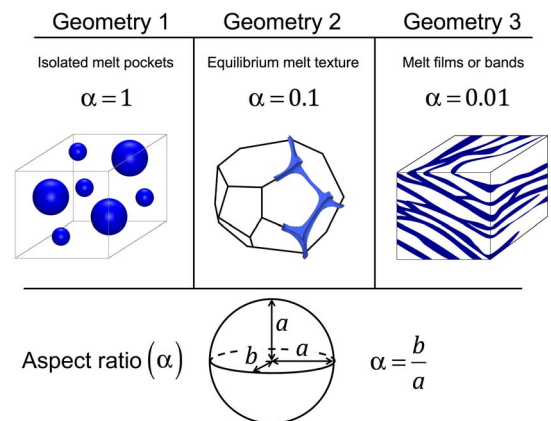 Geometry 1
Geometry 2
Geometry 3
Isolated melt pockets
Equilibrium melt texture
Melt films or bands
α = 1
α = 0.1
α = 0.01
a
b
a
Aspect ratio (α)
α = b/a